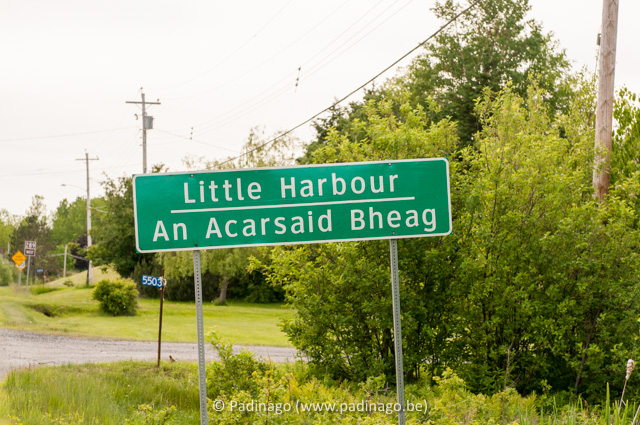 Little Harbour
An Acarsaid Bheag
5503
© Padinago (www.padinago.be)